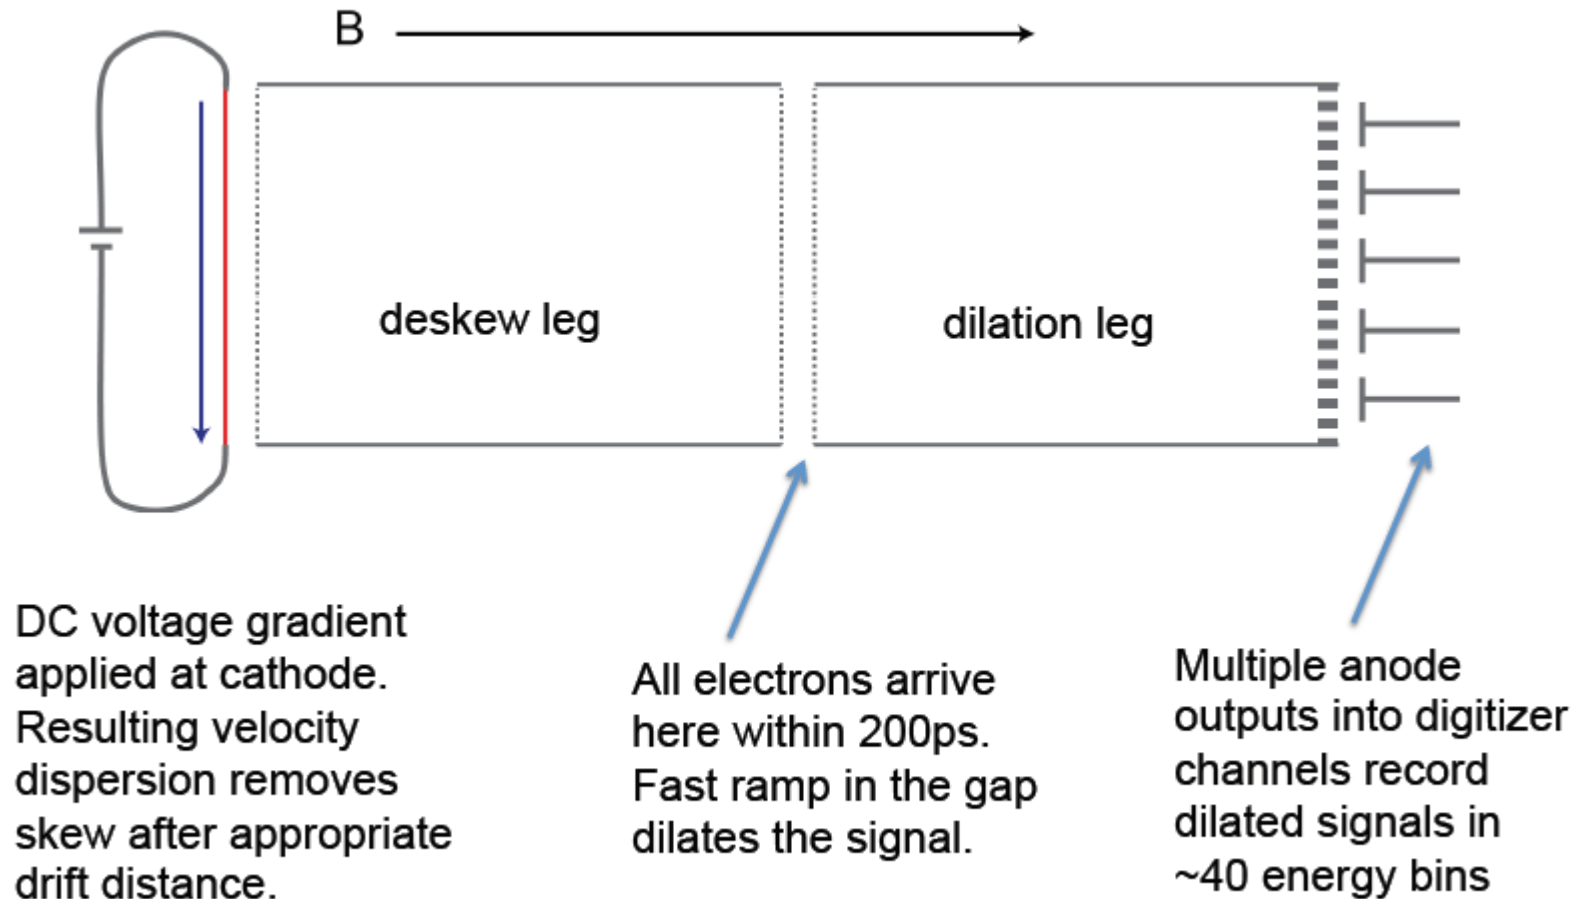 B
deskew leg
dilation leg
DC voltage gradient
applied at cathode.
Resulting velocity
dispersion removes
skew after appropriate
drift distance.
All electrons arrive
here within 200ps.
Fast ramp in the gap
dilates the signal.
Multiple anode
outputs into digitizer
channels record
dilated signals in
~40 energy bins